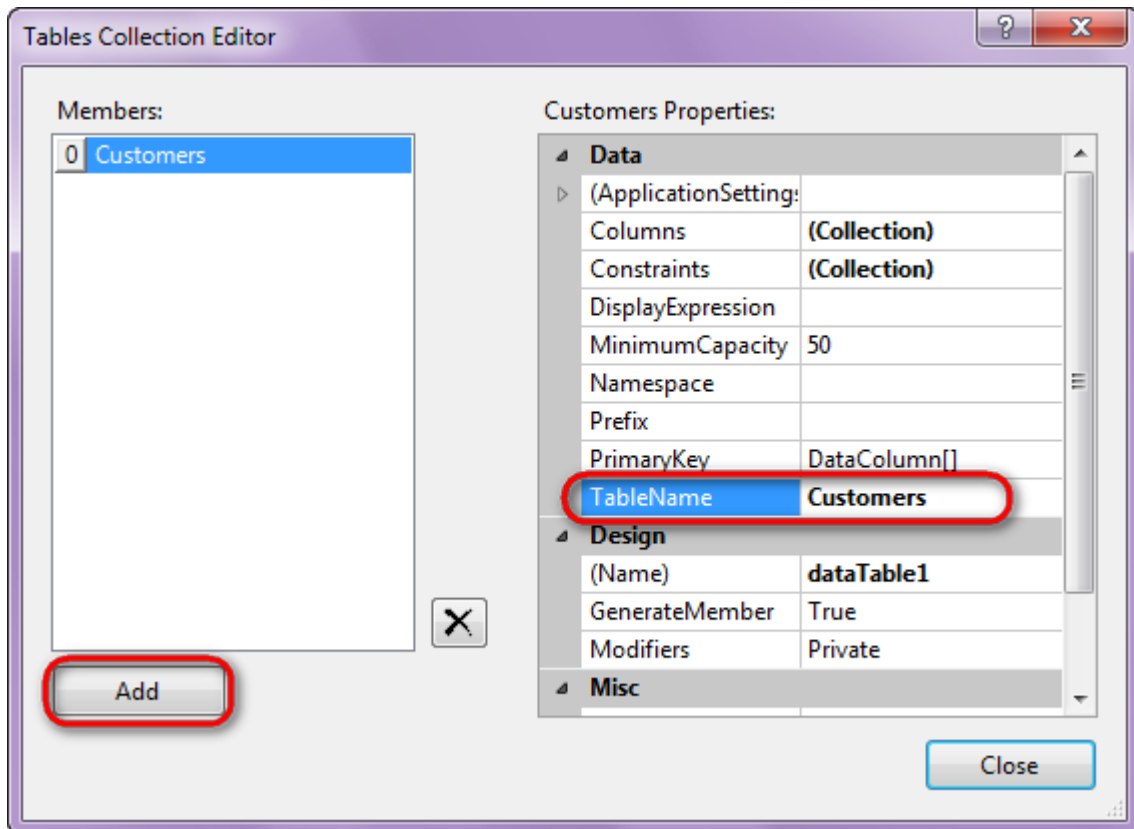 Tables Collection Editor
?
X
Members:
0 Customers
Add
Customers Properties:
Data
(ApplicationSettings
Columns (Collection)
Constraints (Collection)
DisplayExpression
MinimumCapacity 50
Namespace
Prefix
PrimaryKey DataColumn[]
TableName Customers
Design
(Name) dataTable1
GenerateMember True
Modifiers Private
Misc
Close